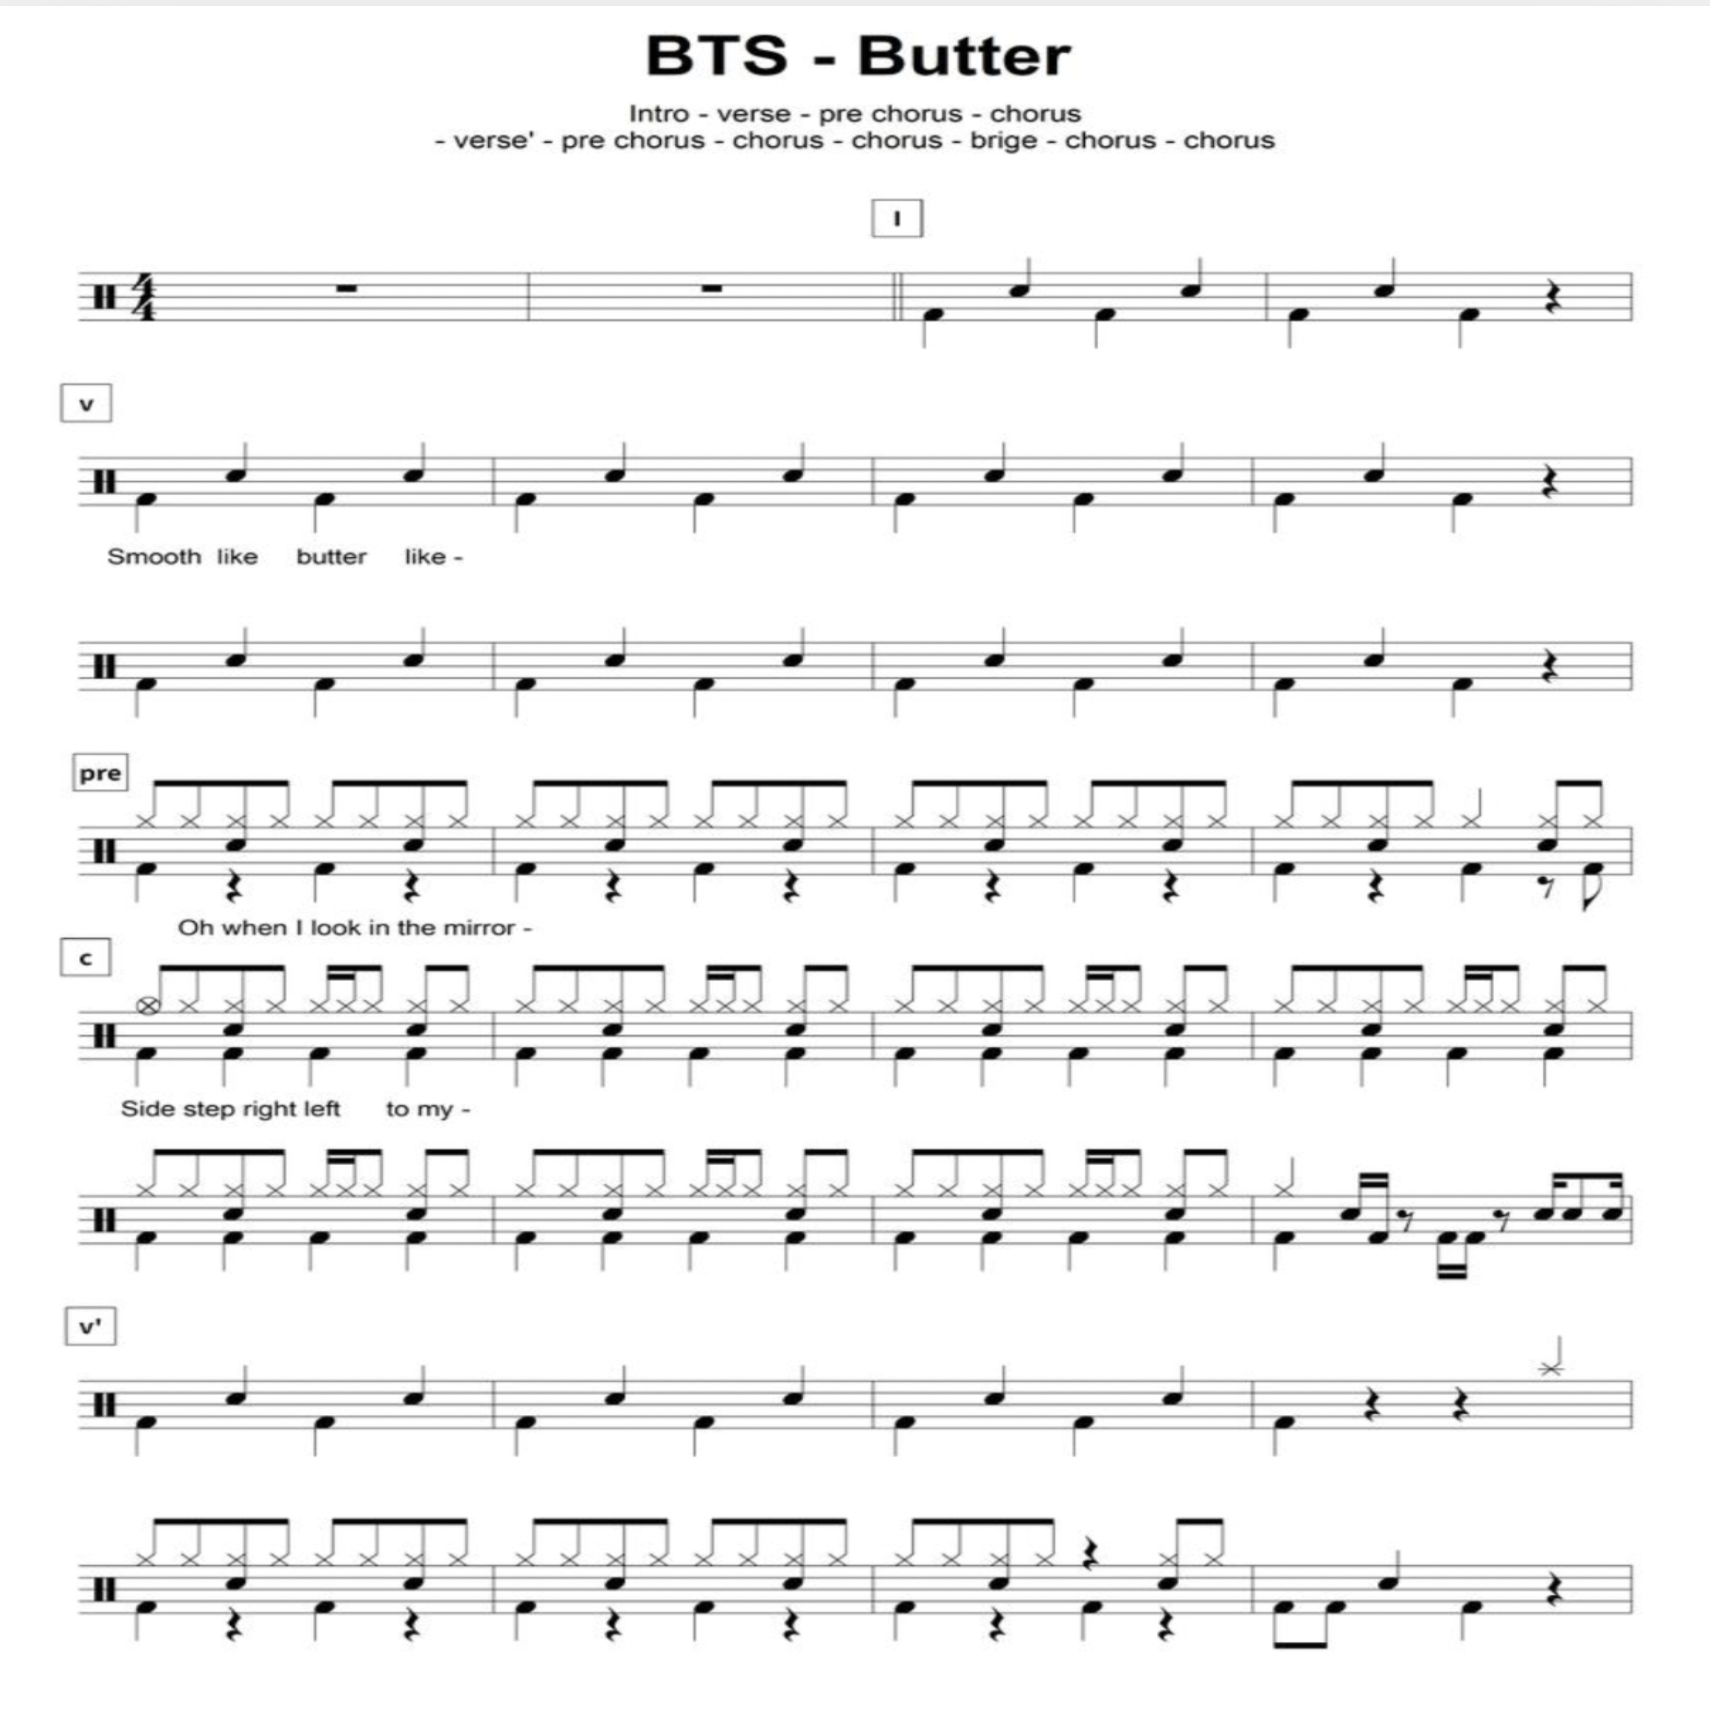 BTS - Butter
Intro - verse - pre chorus - chorus
- verse' - pre chorus - chorus - chorus - brige - chorus - chorus
I
4
4
v
Smooth like butter like -
pre
Oh when I look in the mirror -
c
Side step right left to my -
v'